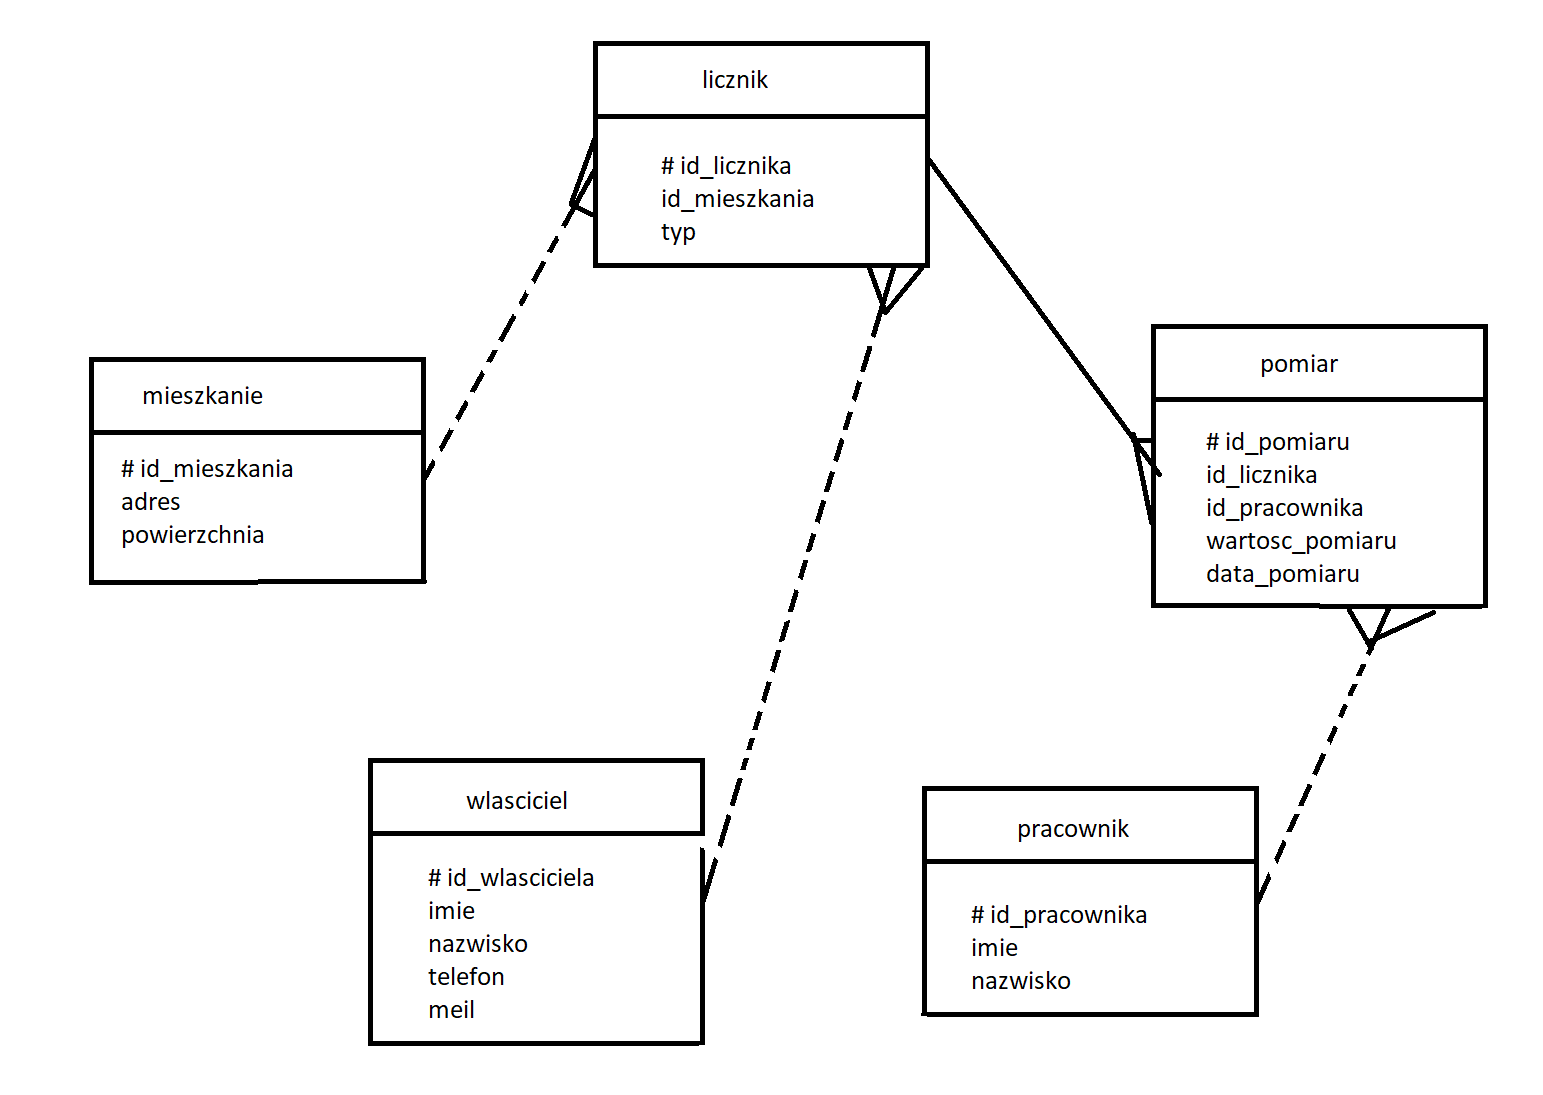 licznik
# id_licznika
id_mieszkania
typ
pomiar
# id_pomiaru
id_licznika
id_pracownika
wartosc_pomiaru
data_pomiaru
mieszkanie
# id_mieszkania
adres
powierzchnia
wlasciciel
# id_wlasciciela
imie
nazwisko
telefon
meil
pracownik
# id_pracownika
imie
nazwisko